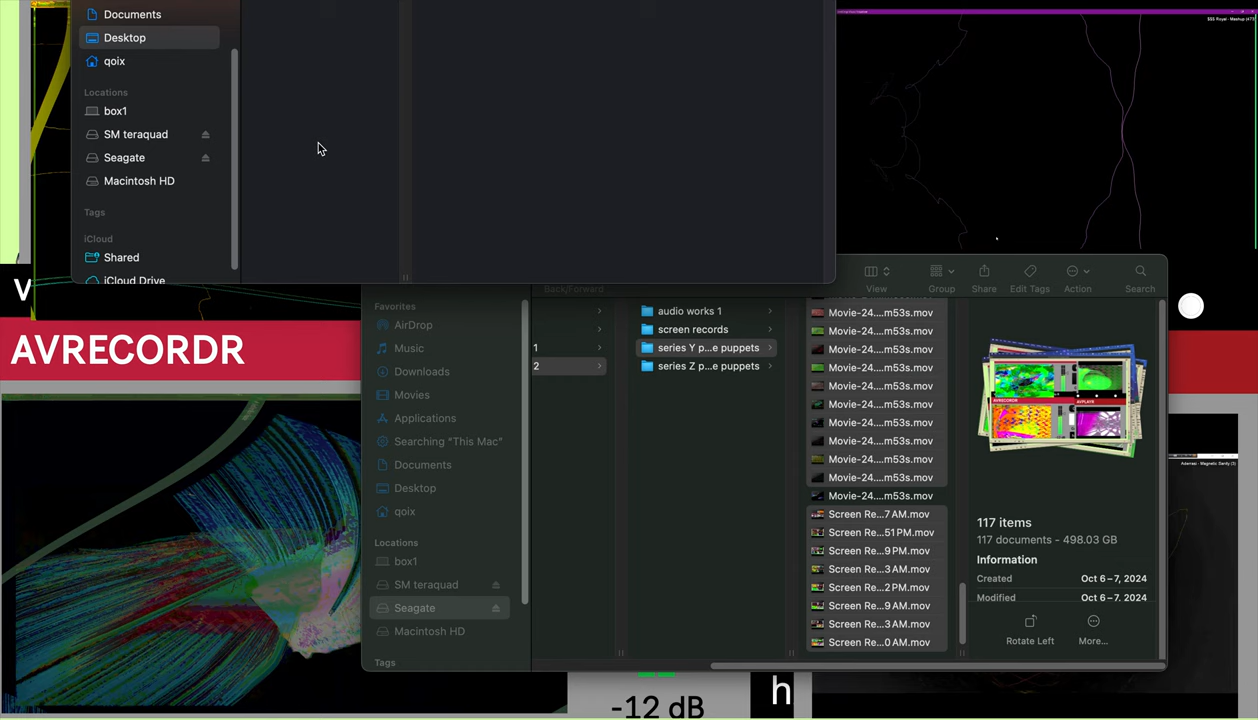 $$$ Royal - Mashup (473)
Documents
Desktop
qoix
Locations
box1
SM teraquad
Seagate
Macintosh HD
Tags
iCloud
Shared
iCloud Drive
View
Group
Share
Edit Tags
Action
Search
Back/Forward
AVRECORDR
Favorites
AirDrop
Music
Downloads
Movies
Applications
Searching “This Mac”
Documents
Desktop
qoix
Locations
box1
SM teraquad
Seagate
Macintosh HD
Tags
1
2
audio works 1
screen records
series Y p...e puppets
series Z p...e puppets
Movie-24....m53s.mov
Movie-24....m53s.mov
Movie-24....m53s.mov
Movie-24....m53s.mov
Movie-24....m53s.mov
Movie-24....m53s.mov
Movie-24....m53s.mov
Movie-24....m53s.mov
Movie-24....m53s.mov
Movie-24....m53s.mov
Movie-24....m53s.mov
Screen Re...7 AM.mov
Screen Re...51 PM.mov
Screen Re...9 PM.mov
Screen Re...3 AM.mov
Screen Re...2 PM.mov
Screen Re...9 AM.mov
Screen Re...3 AM.mov
Screen Re...0 AM.mov
AVRECORDR
AVPLAYS
117 items
117 documents - 498.03 GB
Information
Created
Oct 6–7, 2024
Modified
Oct 6–7, 2024
Rotate Left
More...
-12 dB
h